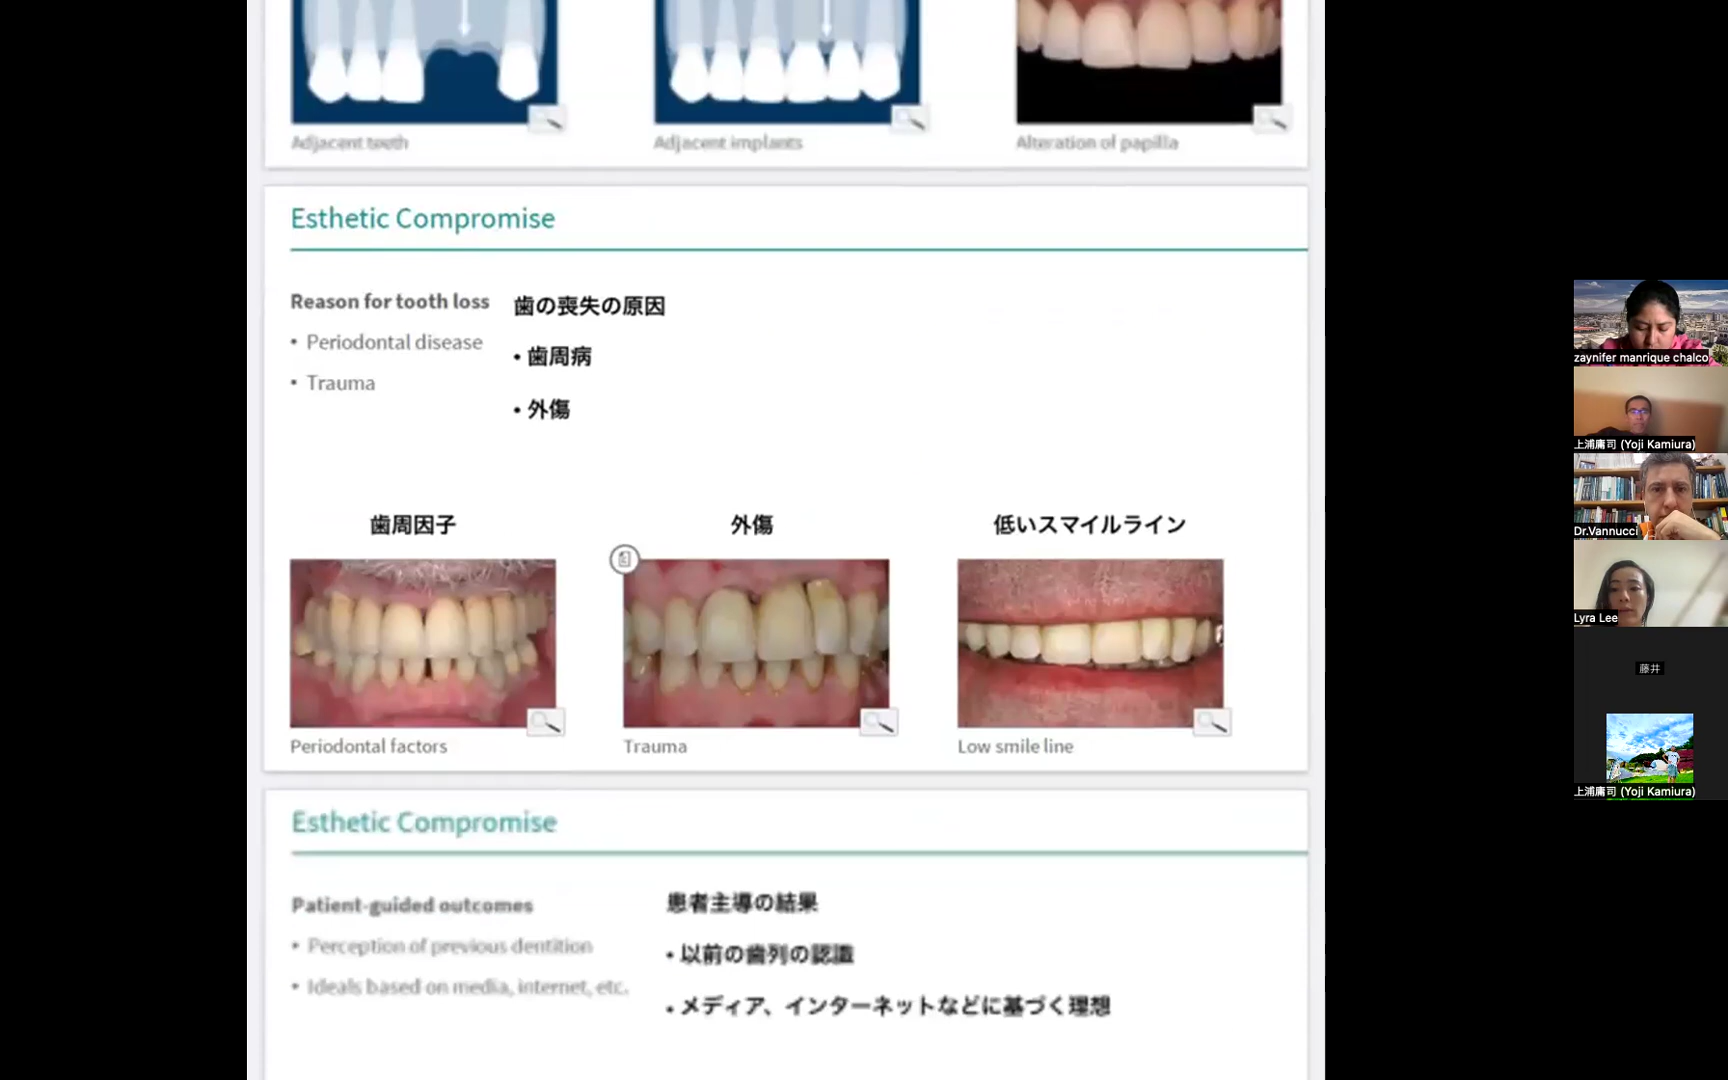 Adjacent teeth
Adjacent implants
Alteration of papilla
Esthetic Compromise
Reason for tooth loss
• Periodontal disease
• Trauma
歯の喪失の原因
• 歯周病
• 外傷
歯周因子
外傷
低いスマイルライン
Periodontal factors
Trauma
Low smile line
Esthetic Compromise
Patient-guided outcomes
• Perception of previous dentition
• Ideals based on media, internet, etc.
患者主導の結果
• 以前の歯列の認識
• メディア、インターネットなどに基づく理想
zaynifer manrique chalco
上浦庸司 (Yoji Kamiura)
Dr.Vannucci
Lyra Lee
藤井
上浦庸司 (Yoji Kamiura)